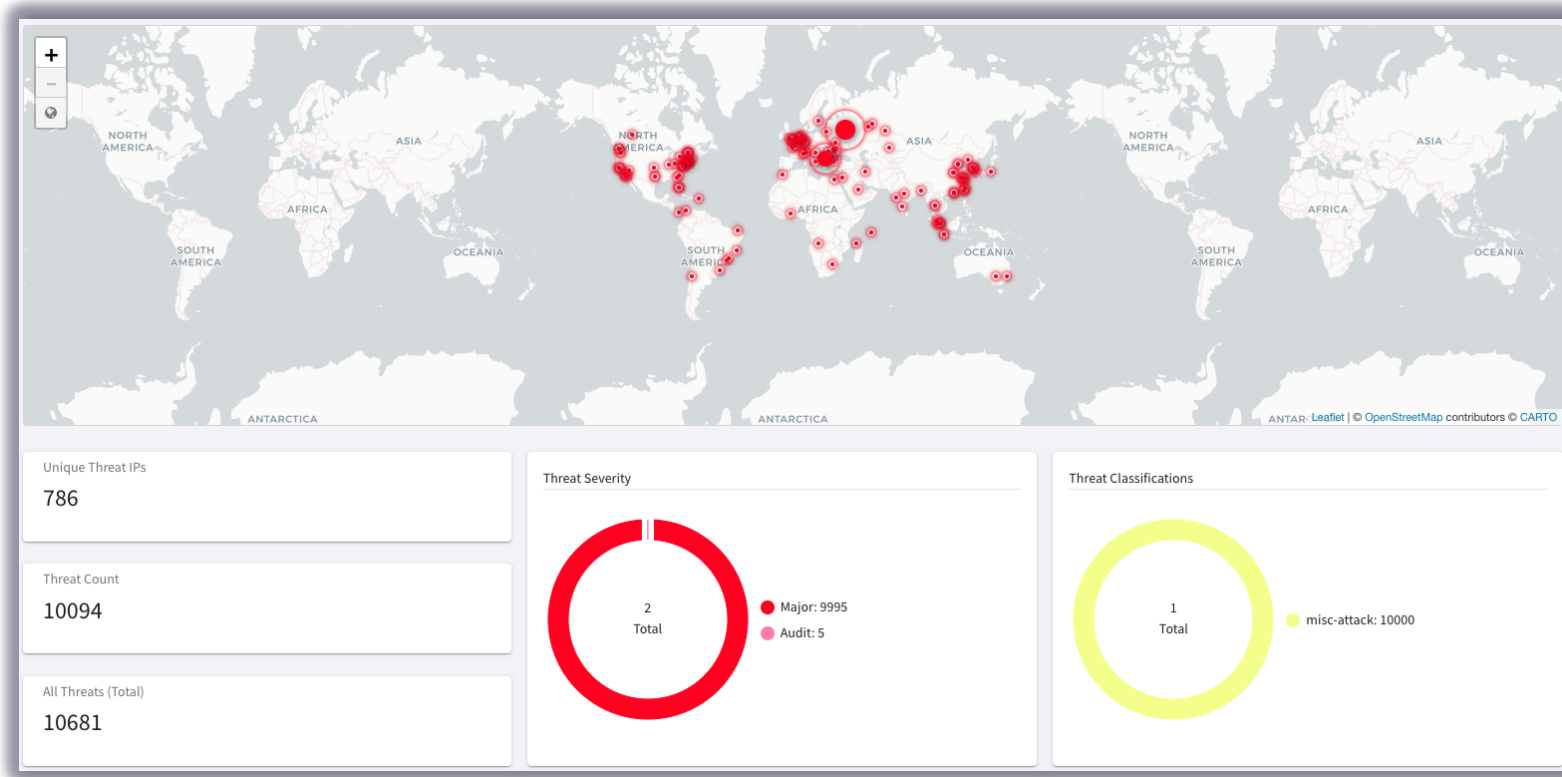 +
−
NORTH
AMERICA
ASIA
AFRICA
SOUTH
AMERICA
OCEANIA
ANTARCTICA
NORTH
AMERICA
ASIA
AFRICA
SOUTH
AMERICA
OCEANIA
ANTARCTICA
NORTH
AMERICA
ASIA
AFRICA
SOUTH
AMERICA
OCEANIA
ANTARC
Leaflet | © OpenStreetMap contributors © CARTO
Unique Threat IPs
786
Threat Count
10094
All Threats (Total)
10681
Threat Severity
2
Total
Major: 9995
Audit: 5
Threat Classifications
1
Total
misc-attack: 10000